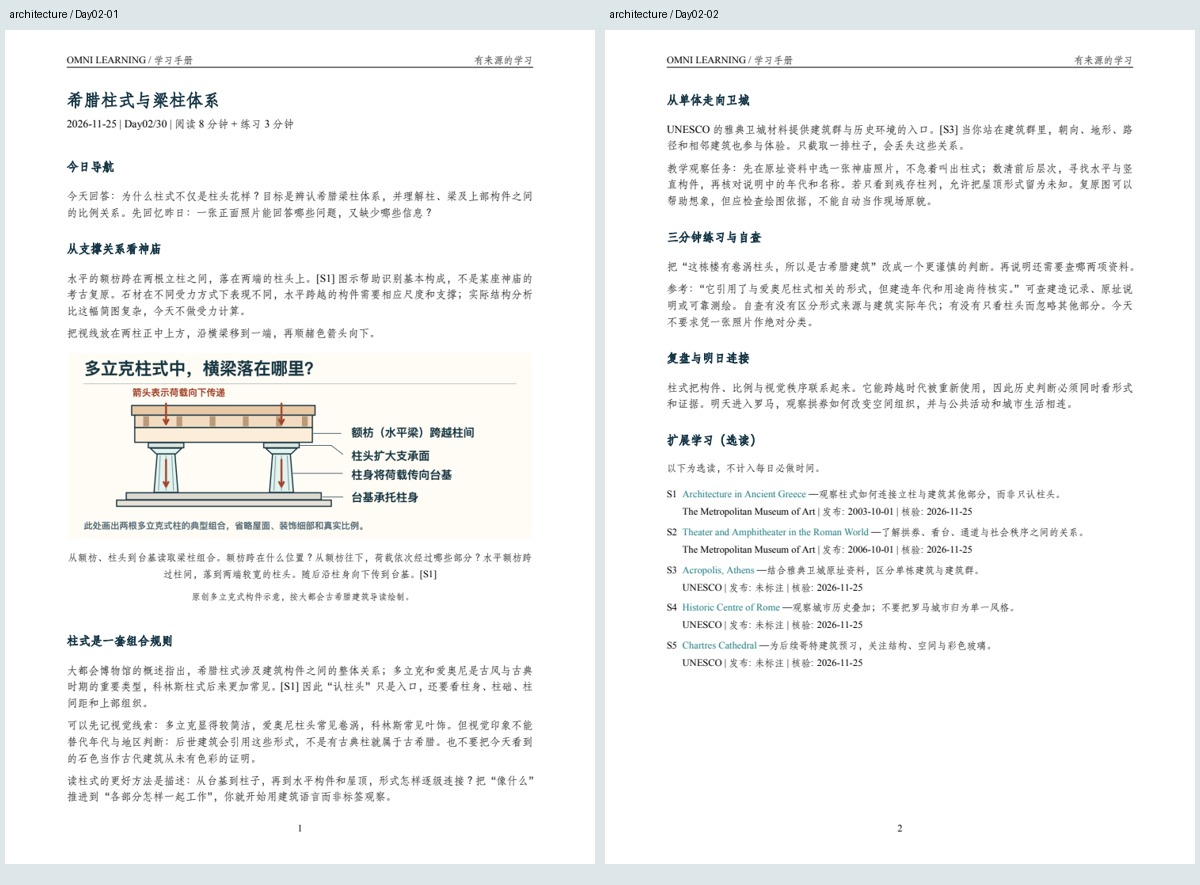 architecture / Day02-01
OMNI LEARNING / 学习手册
有来源的学习
希腊柱式与梁柱体系
2026-11-25 | Day02/30 | 阅读 8 分钟 + 练习 3 分钟
今日导航
今天回答：为什么柱式不仅是柱头花样？目标是辨认希腊梁柱体系，并理解柱、梁及上部构件之间
的比例关系。先回忆昨日：一张正面照片能回答哪些问题，又缺少哪些信息？
从支撑关系看神庙
水平的额枋跨在两根立柱之间，落在两端的柱头上。[S1] 图示帮助识别基本构成，不是某座神庙的
考古复原。石材在不同受力方式下表现不同，水平跨越的构件需要相应尺度和支撑；实际结构分析
比这幅简图复杂，今天不做受力计算。
把视线放在两柱正中上方，沿横梁移到一端，再顺赭色箭头向下。
多立克柱式中，横梁落在哪里？
箭头表示荷载向下传递
额枋（水平梁）跨越柱间
柱头扩大支承面
柱身将荷载传向台基
台基承托柱身
此处画出两根多立克式柱的典型组合，省略屋面、装饰细部和真实比例。
从额枋、柱头到台基读取梁柱组合。额枋跨在什么位置？从额枋往下，荷载依次经过哪些部分？水平额枋跨
过柱间，落到两端较宽的柱头。随后沿柱身向下传到台基。[S1]
原创多立克式构件示意，按大都会古希腊建筑导读绘制。
柱式是一套组合规则
大都会博物馆的概述指出，希腊柱式涉及建筑构件之间的整体关系；多立克和爱奥尼是古风与古典
时期的重要类型，科林斯柱式后来更加常见。[S1] 因此“认柱头”只是入口，还要看柱身、柱础、柱
间距和上部组织。
可以先记视觉线索：多立克显得较简洁，爱奥尼柱头常见卷涡，科林斯常见叶饰。但视觉印象不能
替代年代与地区判断：后世建筑会引用这些形式，不是有古典柱就属于古希腊。也不要把今天看到
的石色当作古代建筑从未有色彩的证明。
读柱式的更好方法是描述：从台基到柱子，再到水平构件和屋顶，形式怎样逐级连接？把“像什么”
推进到“各部分怎样一起工作”，你就开始用建筑语言而非标签观察。
1
architecture / Day02-02
OMNI LEARNING / 学习手册
有来源的学习
从单体走向卫城
UNESCO 的雅典卫城材料提供建筑群与历史环境的入口。[S3] 当你站在建筑群里，朝向、地形、路
径和相邻建筑也参与体验。只截取一排柱子，会丢失这些关系。
教学观察任务：先在原址资料中选一张神庙照片，不急着叫出柱式；数清前后层次，寻找水平与竖
直构件，再核对说明中的年代和名称。若只看到残存柱列，允许把屋顶形式留为未知。复原图可以
帮助想象，但应检查绘图依据，不能自动当作现场原貌。
三分钟练习与自查
把“这栋楼有卷涡柱头，所以是古希腊建筑”改成一个更谨慎的判断。再说明还需要查哪两项资料。
参考：“它引用了与爱奥尼柱式相关的形式，但建造年代和用途尚待核实。”可查建造记录、原址说
明或可靠测绘。自查有没有区分形式来源与建筑实际年代；有没有只看柱头而忽略其他部分。今天
不要求凭一张照片作绝对分类。
复盘与明日连接
柱式把构件、比例与视觉秩序联系起来。它能跨越时代被重新使用，因此历史判断必须同时看形式
和证据。明天进入罗马，观察拱券如何改变空间组织，并与公共活动和城市生活相连。
扩展学习（选读）
以下为选读，不计入每日必做时间。
S1 Architecture in Ancient Greece —观察柱式如何连接立柱与建筑其他部分，而非只认柱头。
The Metropolitan Museum of Art | 发布: 2003-10-01 | 核验: 2026-11-25
S2 Theater and Amphitheater in the Roman World —了解拱券、看台、通道与社会秩序之间的关系。
The Metropolitan Museum of Art | 发布: 2006-10-01 | 核验: 2026-11-25
S3 Acropolis, Athens —结合雅典卫城原址资料，区分单栋建筑与建筑群。
UNESCO | 发布: 未标注 | 核验: 2026-11-25
S4 Historic Centre of Rome —观察城市历史叠加；不要把罗马城市归为单一风格。
UNESCO | 发布: 未标注 | 核验: 2026-11-25
S5 Chartres Cathedral —为后续哥特建筑预习，关注结构、空间与彩色玻璃。
UNESCO | 发布: 未标注 | 核验: 2026-11-25
2